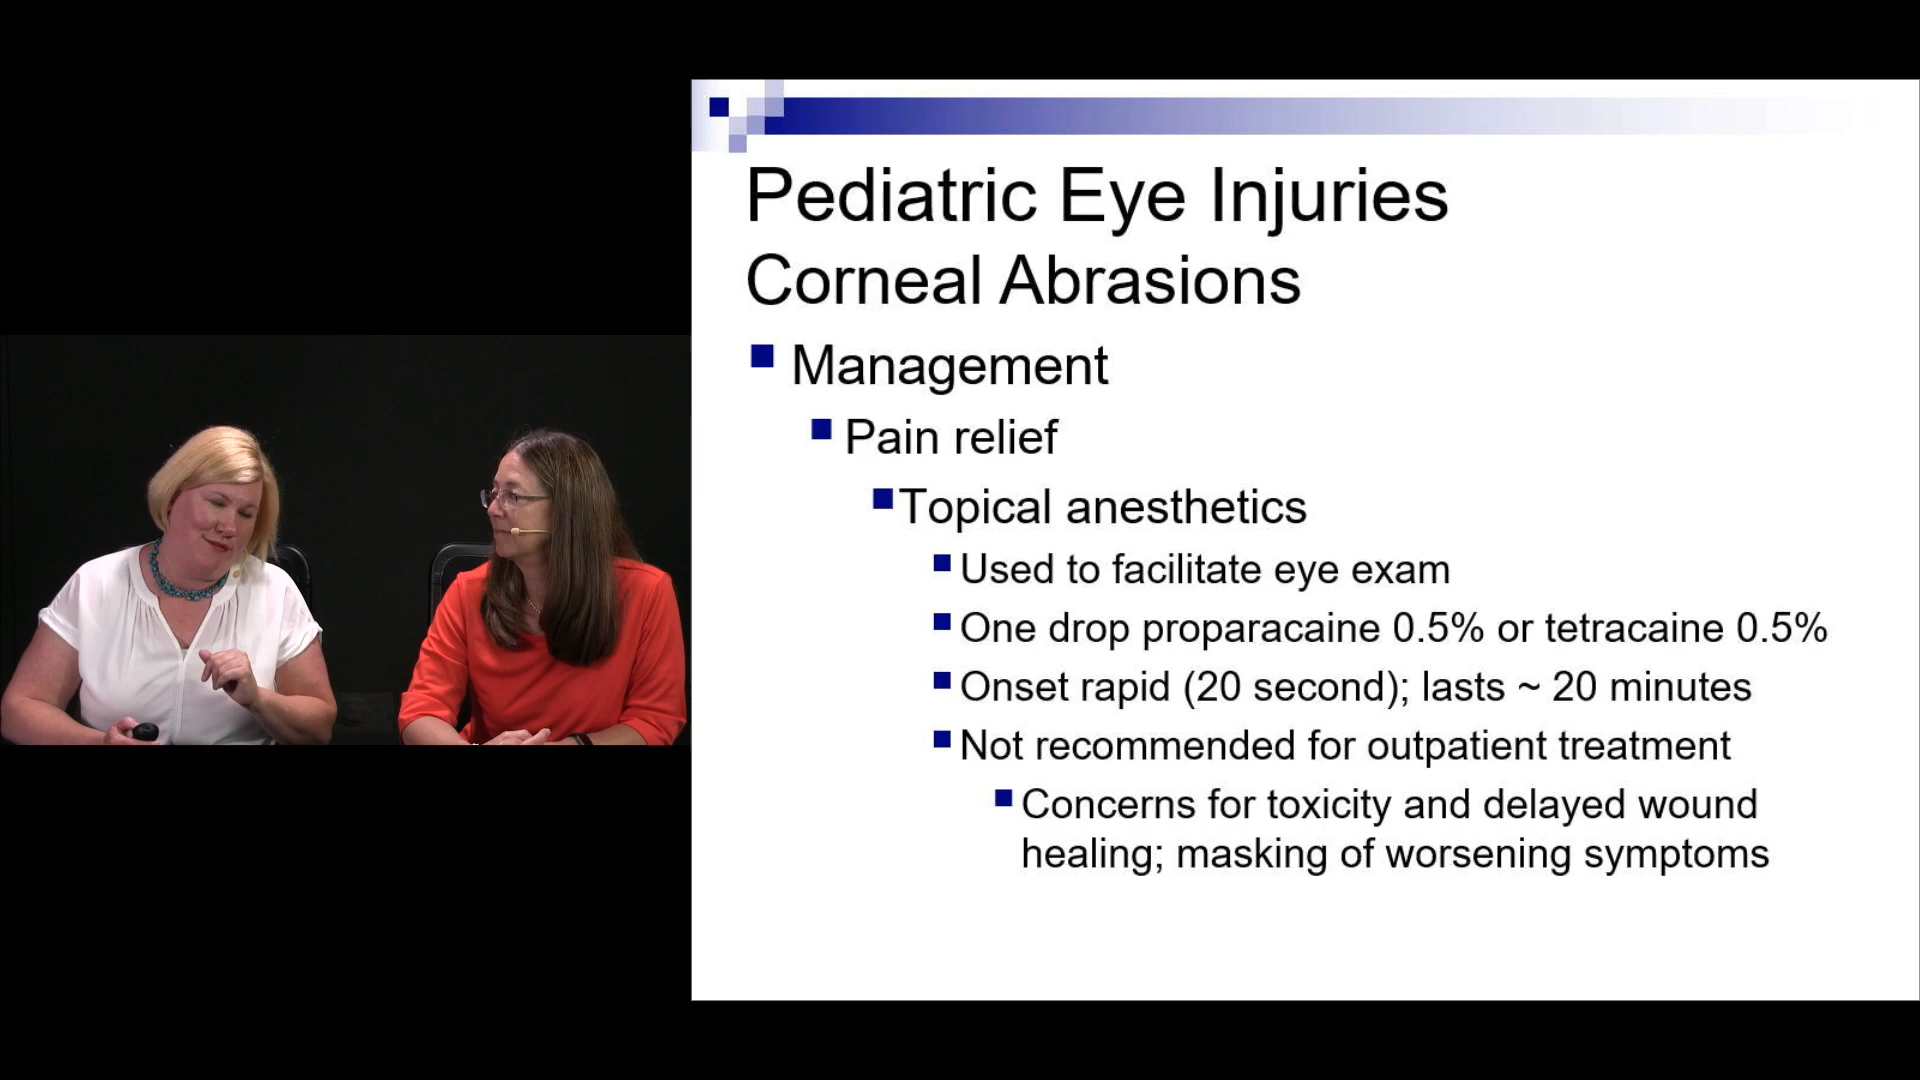 Pediatric Eye Injuries
Corneal Abrasions
Management
Pain relief
Topical anesthetics
Used to facilitate eye exam
One drop proparacaine 0.5% or tetracaine 0.5%
Onset rapid (20 second); lasts ~ 20 minutes
Not recommended for outpatient treatment
Concerns for toxicity and delayed wound
healing; masking of worsening symptoms